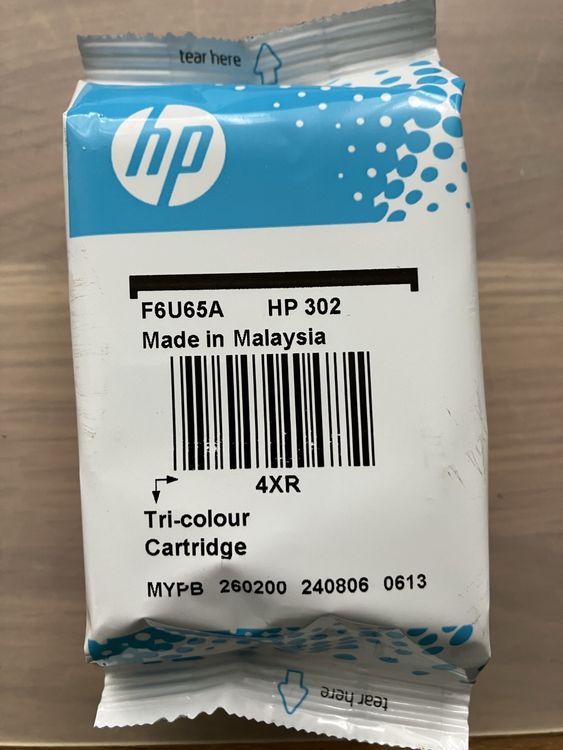 tear here
hp
F6U65A HP 302
Made in Malaysia
4XR
Tri-colour
Cartridge
MYPB 260200 240806 0613
tear here